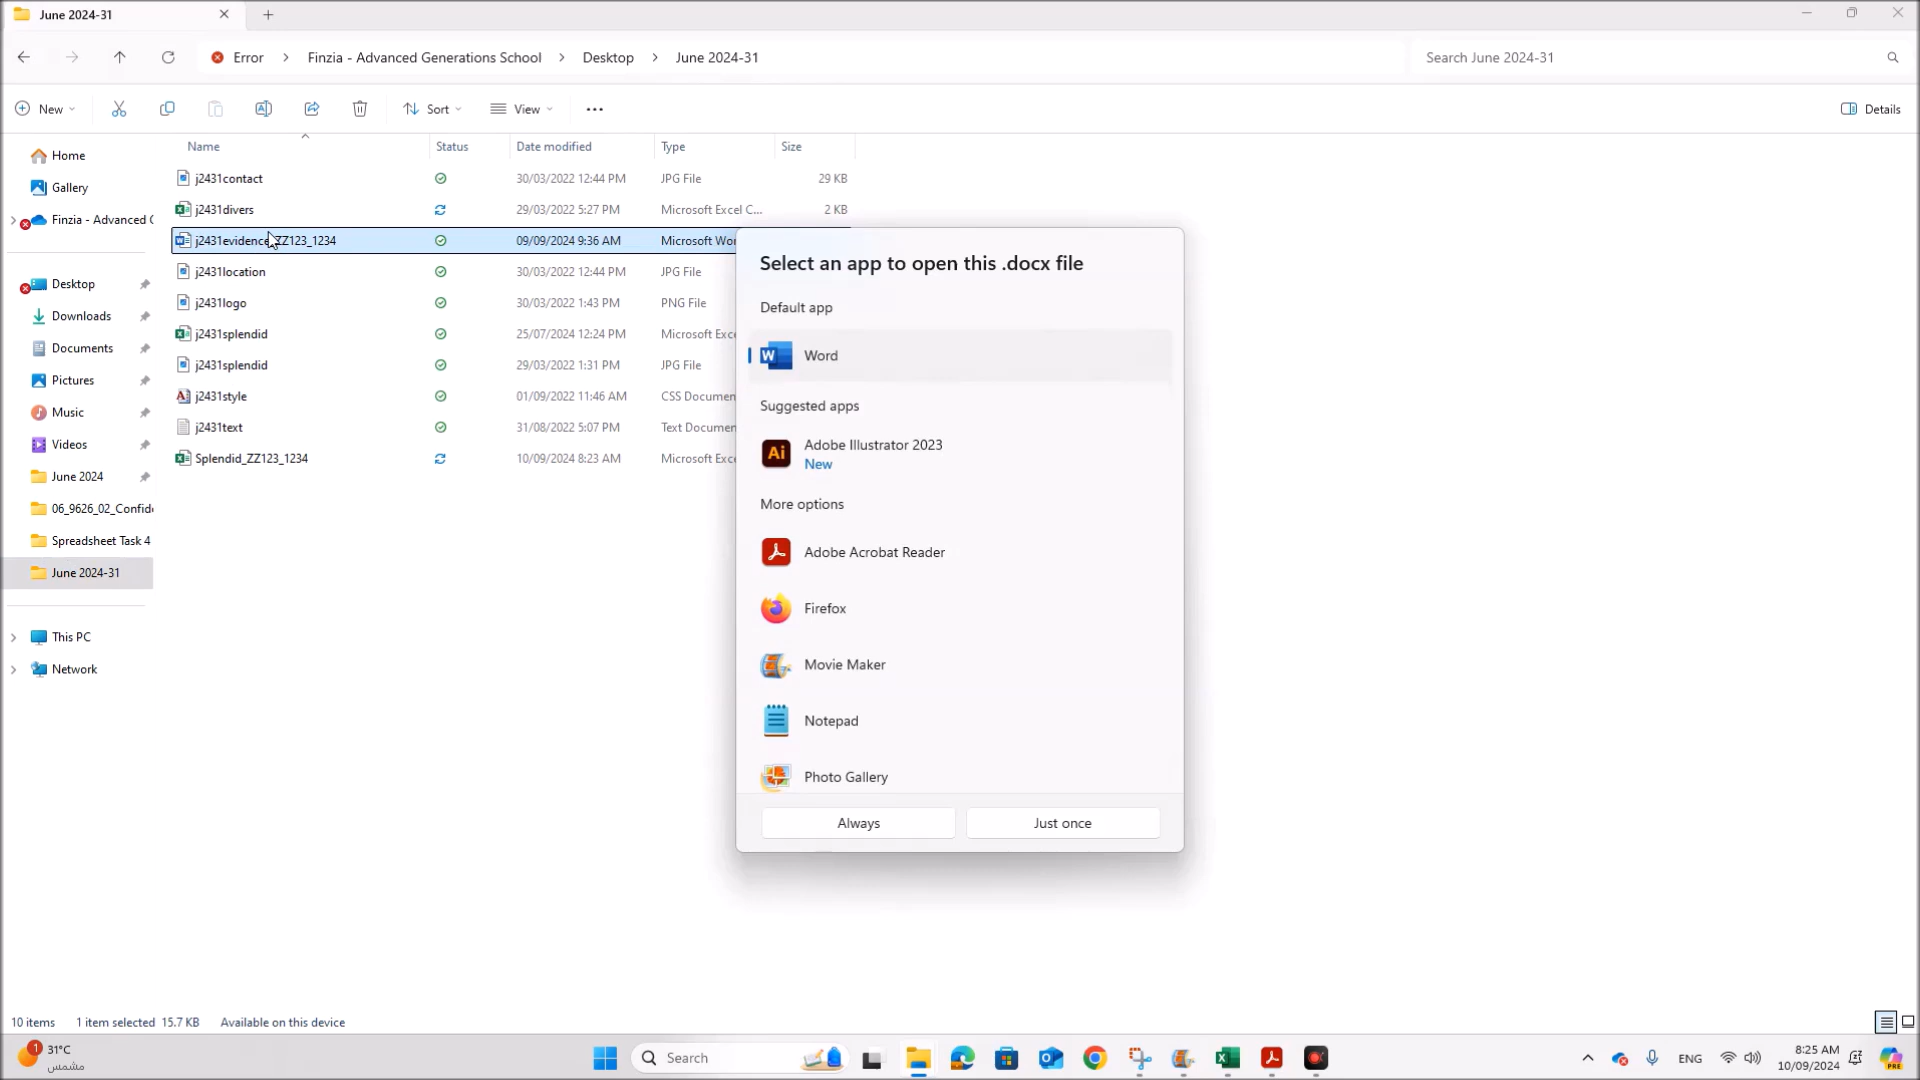 June 2024-31
Error
Finzia - Advanced Generations School
Desktop
June 2024-31
Search June 2024-31
New
Sort
View
Details
Name
Status
Date modified
Type
Size
Home
Gallery
Finzia - Advanced G
Desktop
Downloads
Documents
Pictures
Music
Videos
June 2024
06_9626_02_Confide
Spreadsheet Task 4
June 2024-31
This PC
Network
j2431contact 30/03/2022 12:44 PM JPG File 29 KB
j2431divers 29/03/2022 5:27 PM Microsoft Excel C... 2 KB
j2431evidence_ZZ123_1234 09/09/2024 9:36 AM Microsoft Wor
j2431location 30/03/2022 12:44 PM JPG File
j2431logo 30/03/2022 1:43 PM PNG File
j2431splendid 25/07/2024 12:24 PM Microsoft Exce
j2431splendid 29/03/2022 1:31 PM JPG File
j2431style 01/09/2022 11:46 AM CSS Documen
j2431text 31/08/2022 5:07 PM Text Documen
Splendid_ZZ123_1234 10/09/2024 8:23 AM Microsoft Exce
Select an app to open this .docx file
Default app
Word
Suggested apps
Adobe Illustrator 2023
New
More options
Adobe Acrobat Reader
Firefox
Movie Maker
Notepad
Photo Gallery
Always
Just once
10 items
1 item selected 15.7 KB
Available on this device
1
31°C
مشمس
Search
ENG
8:25 AM
10/09/2024
PRE